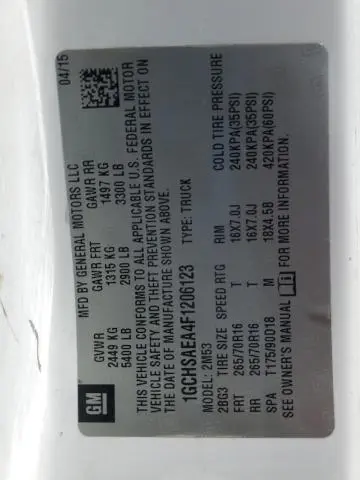 GM
MFD BY GENERAL MOTORS LLC 04/15
GVWR GAWR FRT GAWR RR
2449 KG 1315 KG 1497 KG
5400 LB 2900 LB 3300 LB
THIS VEHICLE CONFORMS TO ALL APPLICABLE U.S. FEDERAL MOTOR
VEHICLE SAFETY AND THEFT PREVENTION STANDARDS IN EFFECT ON
THE DATE OF MANUFACTURE SHOWN ABOVE.
1GCHSAEA4F1206123 TYPE: TRUCK
MODEL: 2M53
2BG3 TIRE SIZE SPEED RTG RIM COLD TIRE PRESSURE
FRT 265/70R16 T 16X7.0J 240KPA(35PSI)
RR 265/70R16 T 16X7.0J 240KPA(35PSI)
SPA T175/90D18 M 18X4.5B 420KPA(60PSI)
SEE OWNER'S MANUAL FOR MORE INFORMATION.